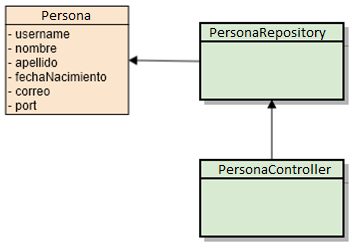 Persona
- username
- nombre
- apellido
- fechaNacimiento
- correo
- port
PersonaRepository
PersonaController